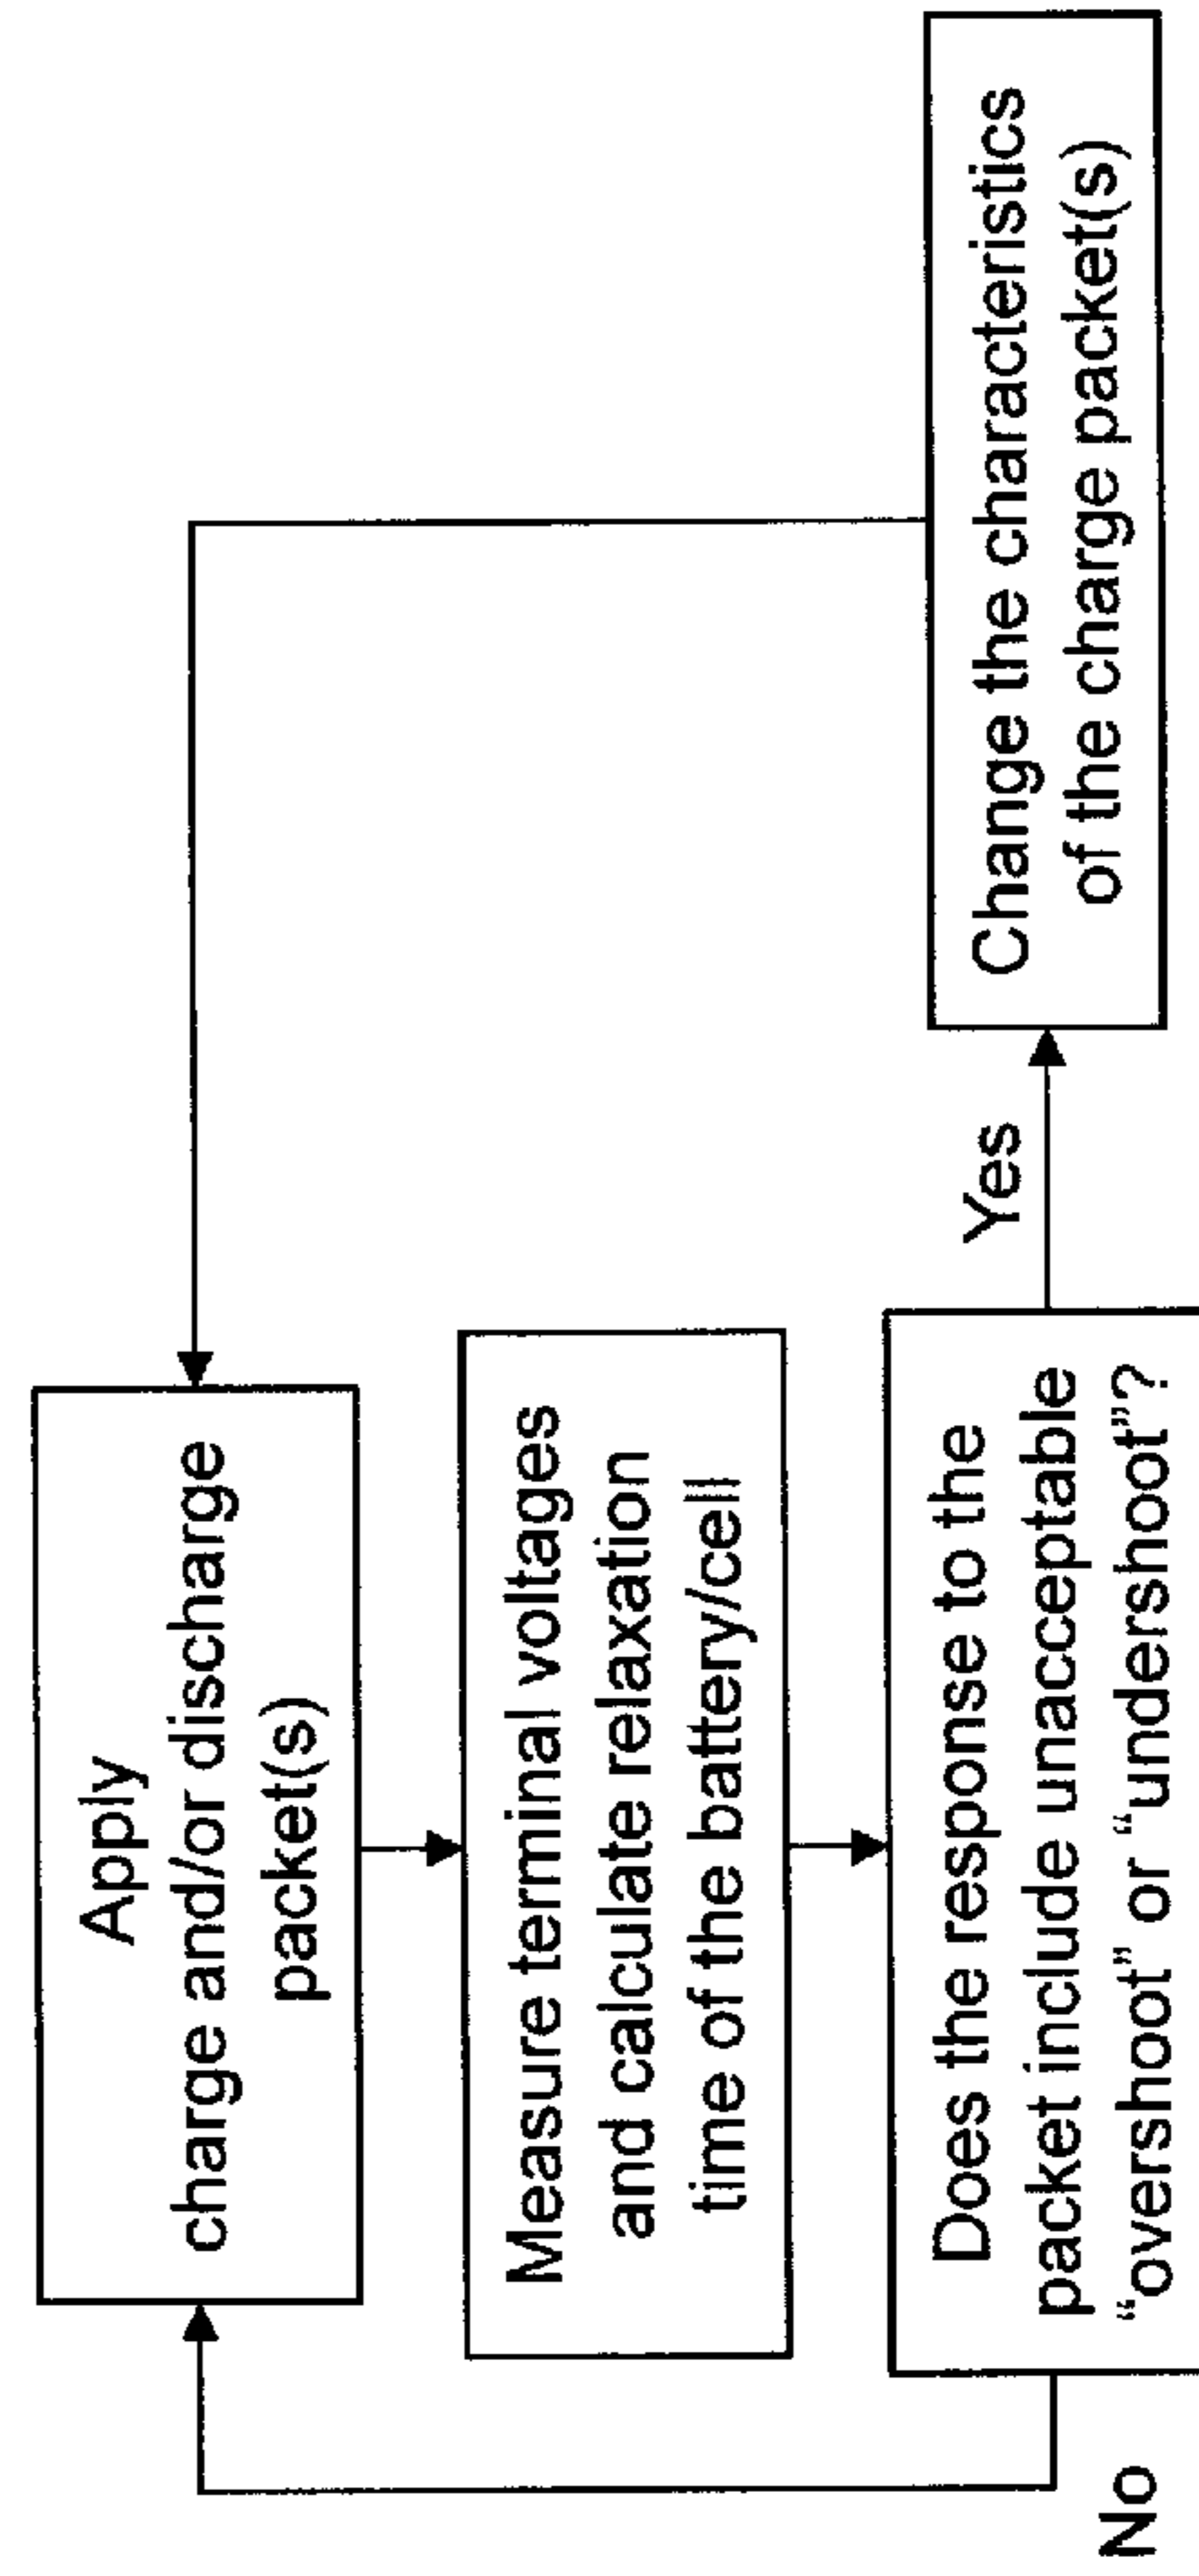 Apply
charge and/or discharge
packet(s)
Measure terminal voltages
and calculate relaxation
time of the battery/cell
Does the response to the
packet include unacceptable
“overshoot” or “undershoot”?
No
Yes
Change the characteristics
of the charge packet(s)